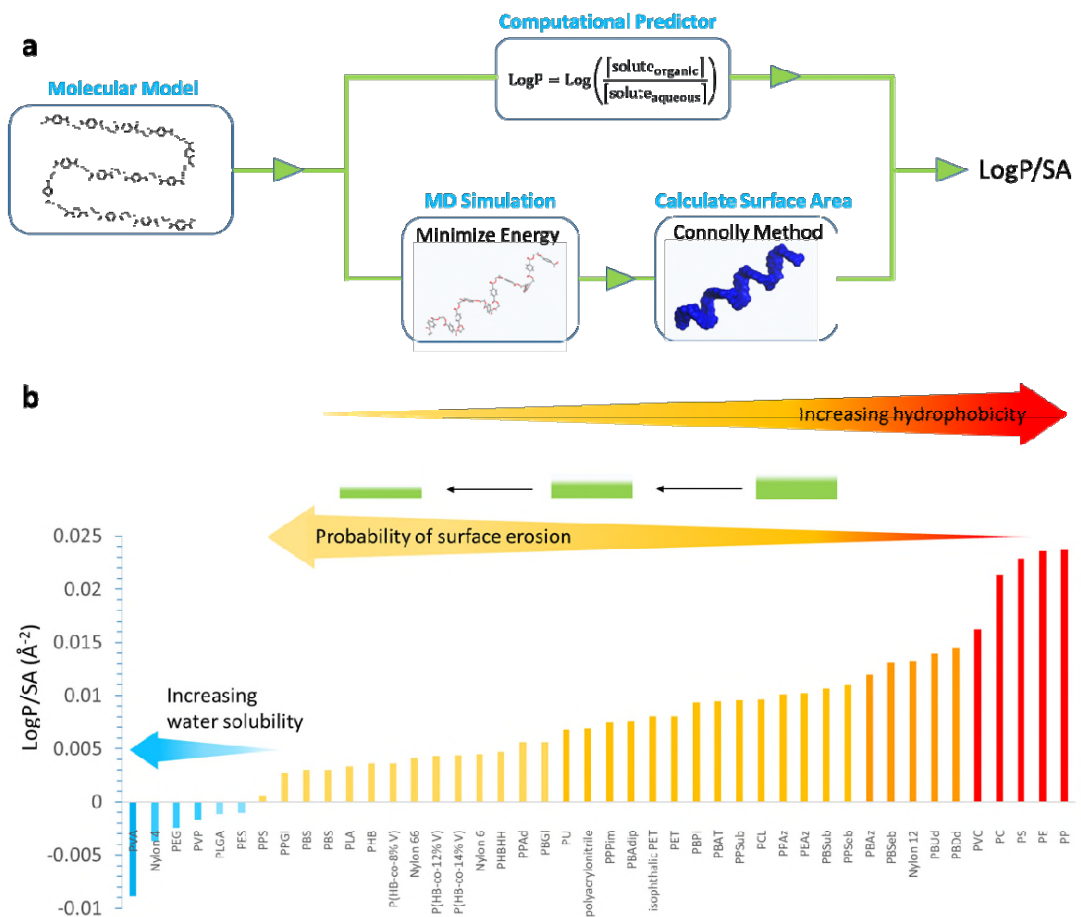 a
Computational Predictor
LogP = Log([solute organic] / [solute aqueous])
Molecular Model
LogP/SA
MD Simulation
Minimize Energy
Calculate Surface Area
Connolly Method
b
Increasing hydrophobicity
Probability of surface erosion
Increasing
water solubility
LogP/SA (Å⁻²)
0.025
0.02
0.015
0.01
0.005
0
-0.005
-0.01
PVA
Nylon 4
PEG
PVP
PLGA
PES
PPS
PPGl
PBS
PBS
PLA
PHB
P(HB-co-8% V)
Nylon 66
P(HB-co-12% V)
P(HB-co-14% V)
Nylon 6
PHBHH
PPAd
PBGl
PU
polyacrylonitrile
PPPim
PBAdip
isophthalic PET
PET
PBPi
PBAT
PPSub
PCL
PPAz
PEAz
PBSub
PPSeb
PBAz
PBSeb
Nylon 12
PBUd
PBDd
PVC
PC
PS
PE
PP